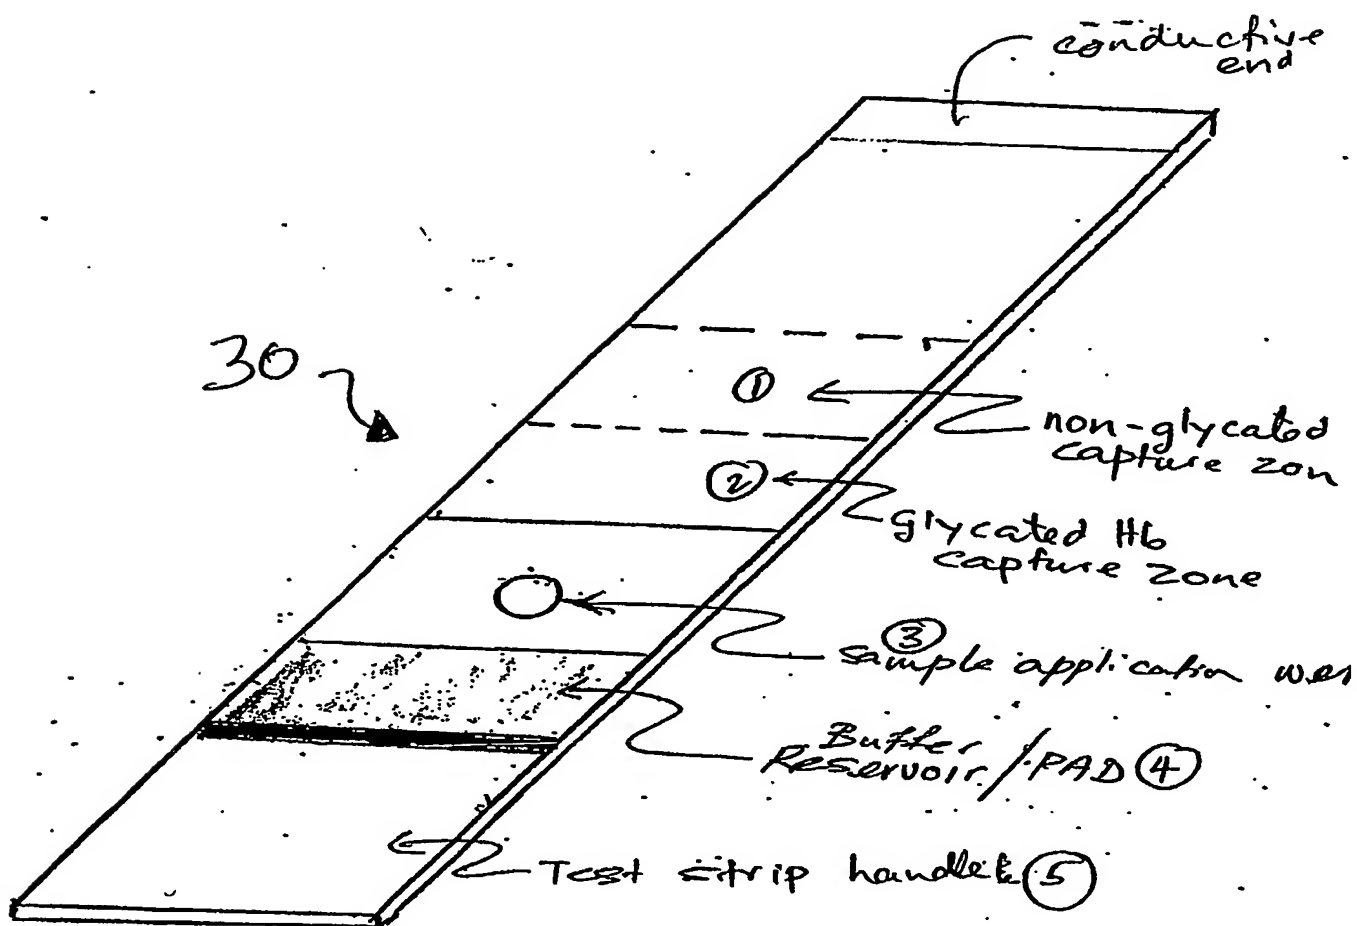 conductive
end
30
①
non-glycated
capture zon
②
glycated Hb
capture zone
③
sample application
Buffer
Reservoir / PAD ④
Test strip handle ⑤